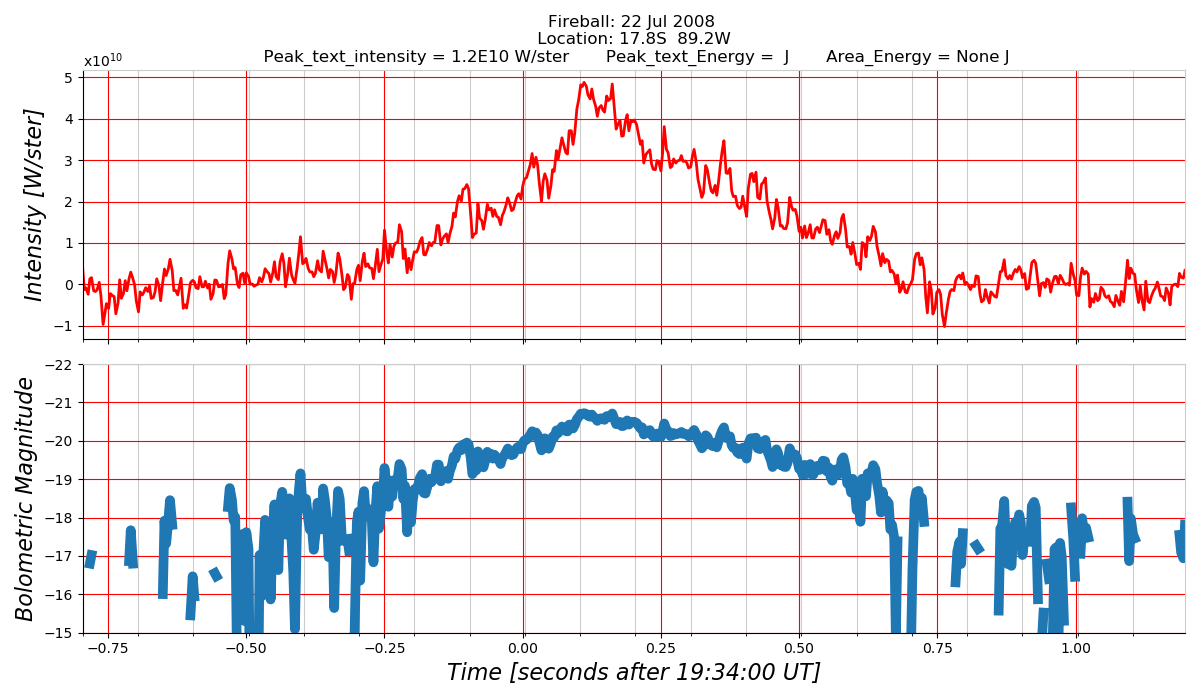 Fireball: 22 Jul 2008
Location: 17.8S  89.2W
Peak_text_intensity = 1.2E10 W/ster       Peak_text_Energy =  J       Area_Energy = None J
x10¹⁰
5
4
3
2
1
0
−1
Intensity [W/ster]
−22
−21
−20
−19
−18
−17
−16
−15
Bolometric Magnitude
−0.75 −0.50 −0.25 0.00 0.25 0.50 0.75 1.00
Time [seconds after 19:34:00 UT]